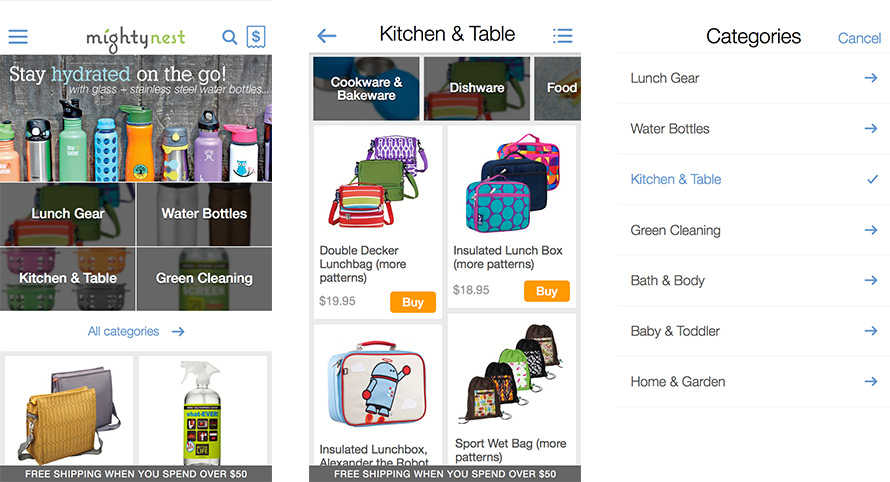 mightynest
$
Stay hydrated on the go!
with glass + stainless steel water bottles...
Lunch Gear
Water Bottles
Kitchen & Table
Green Cleaning
All categories
what-EVER!
FREE SHIPPING WHEN YOU SPEND OVER $50
Kitchen & Table
Cookware &
Bakeware
Dishware
Food
Double Decker
Lunchbag (more
patterns)
$19.95
Buy
Insulated Lunch Box
(more patterns)
$18.95
Buy
Insulated Lunchbox,
Alexander the Robot
Sport Wet Bag (more
patterns)
FREE SHIPPING WHEN YOU SPEND OVER $50
Categories
Cancel
Lunch Gear
Water Bottles
Kitchen & Table
Green Cleaning
Bath & Body
Baby & Toddler
Home & Garden